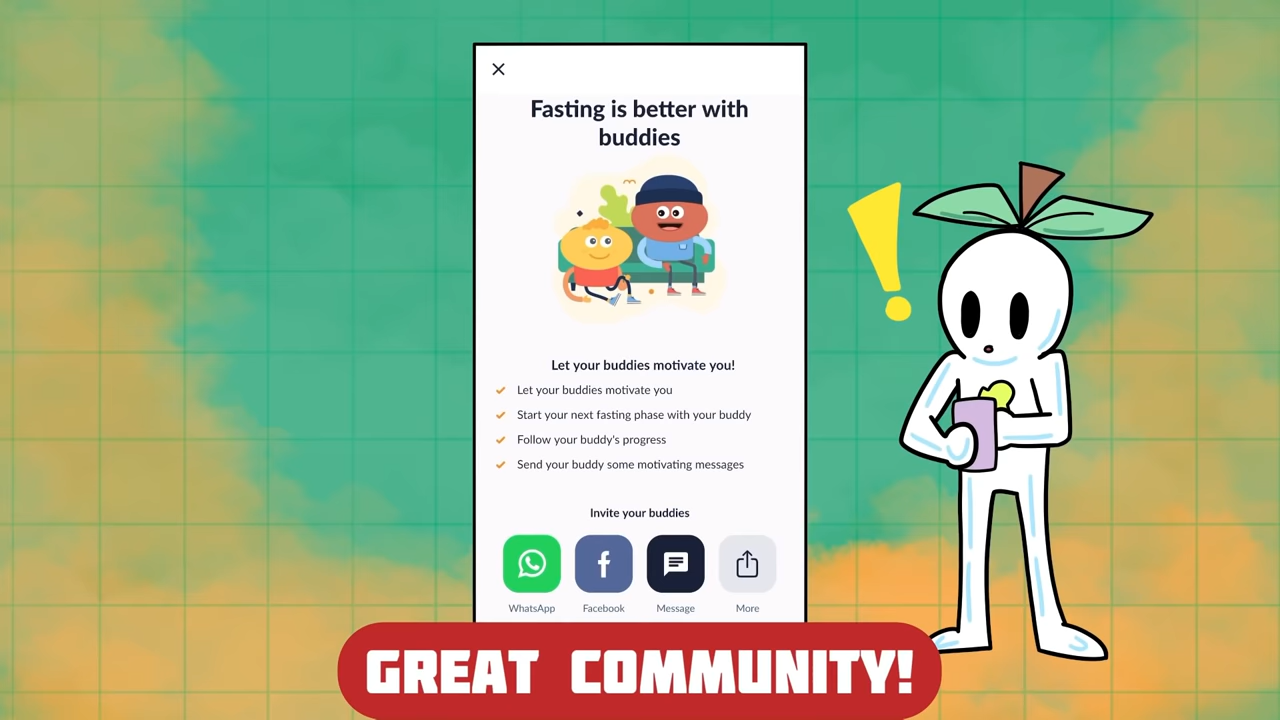 Fasting is better with
buddies
Let your buddies motivate you!
Let your buddies motivate you
Start your next fasting phase with your buddy
Follow your buddy's progress
Send your buddy some motivating messages
Invite your buddies
WhatsApp Facebook Message More
GREAT COMMUNITY!